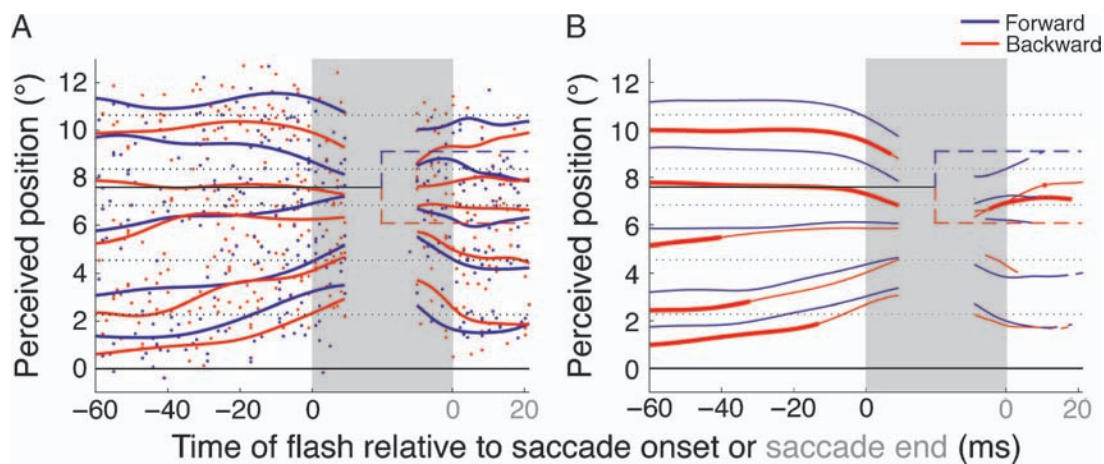 A
B
Forward
Backward
Perceived position (°)
12
10
8
6
4
2
0
−60 −40 −20 0 0 20
Perceived position (°)
12
10
8
6
4
2
0
−60 −40 −20 0 0 20
Time of flash relative to saccade onset or saccade end (ms)